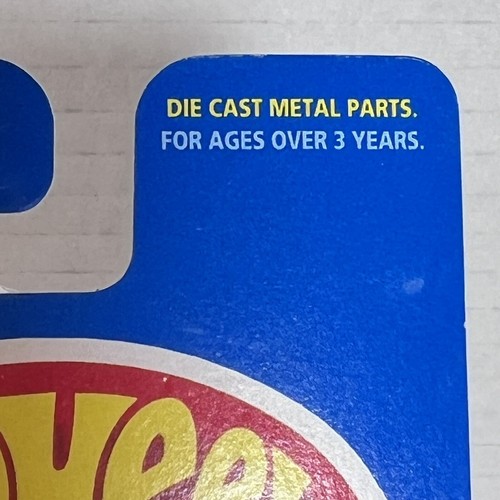 DIE CAST METAL PARTS.
FOR AGES OVER 3 YEARS.